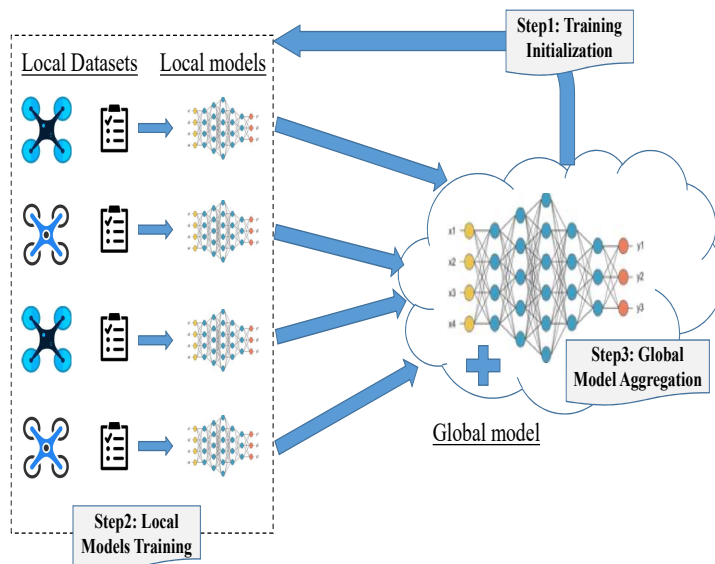 Step1: Training
Initialization
Local Datasets
Local models
x1
x2
x3
x4
y1
y2
y3
Step3: Global
Model Aggregation
Global model
Step2: Local
Models Training